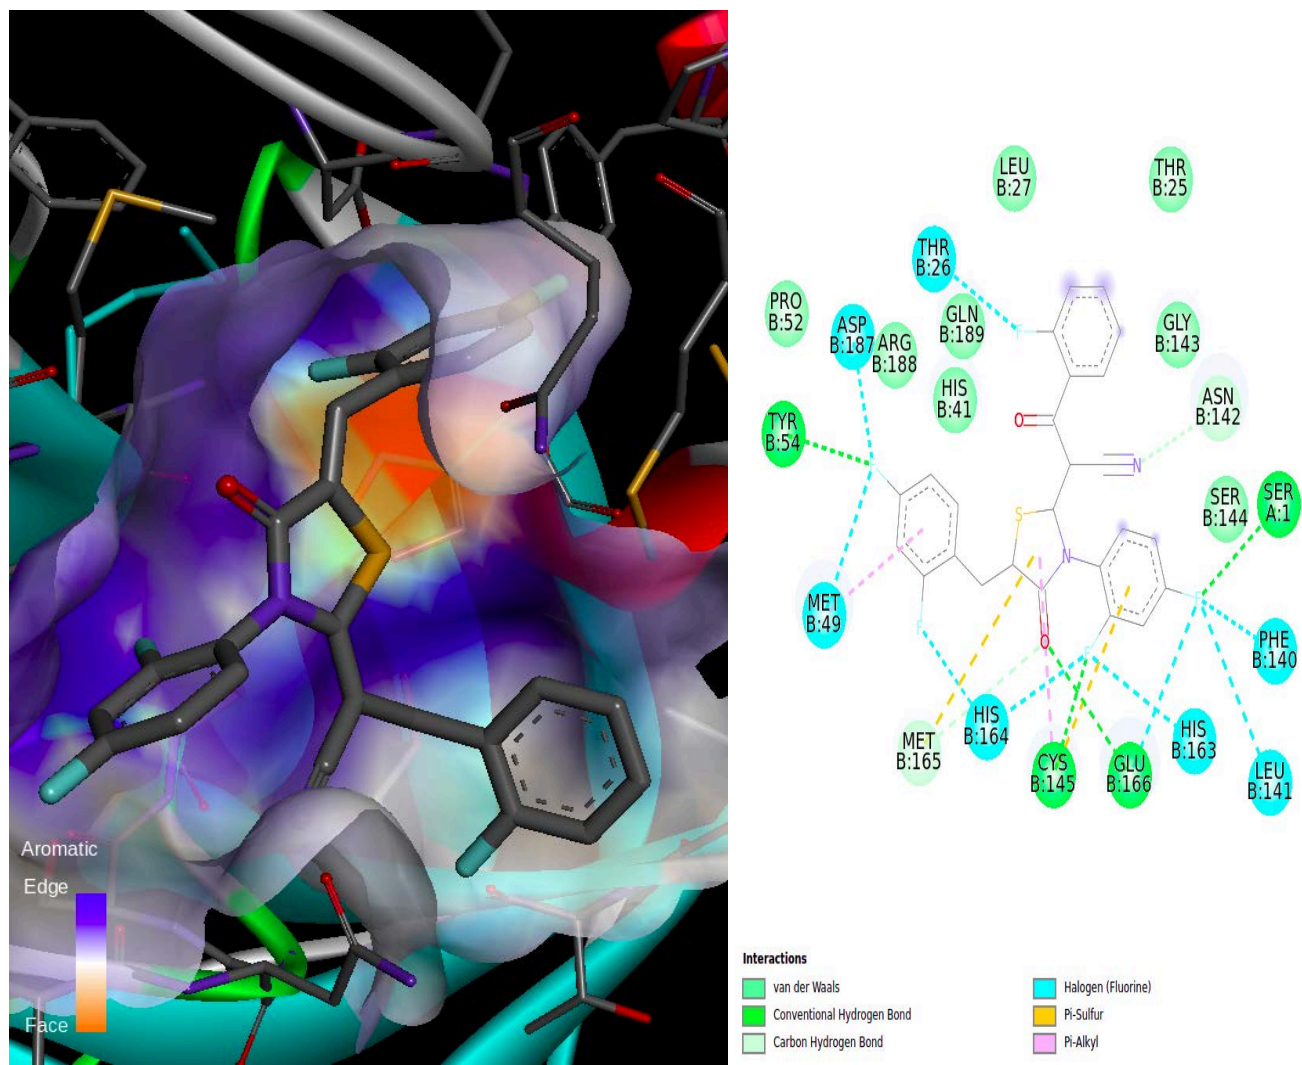 Aromatic
Edge
Face
LEU
B:27
THR
B:25
THR
B:26
PRO
B:52
ASP
B:187
ARG
B:188
GLN
B:189
GLY
B:143
HIS
B:41
ASN
B:142
TYR
B:54
O
N
SER
B:144
SER
A:1
S
N
F
F
F
F
F
MET
B:49
O
PHE
B:140
MET
B:165
HIS
B:164
CYS
B:145
GLU
B:166
HIS
B:163
LEU
B:141
Interactions
van der Waals
Conventional Hydrogen Bond
Carbon Hydrogen Bond
Halogen (Fluorine)
Pi-Sulfur
Pi-Alkyl